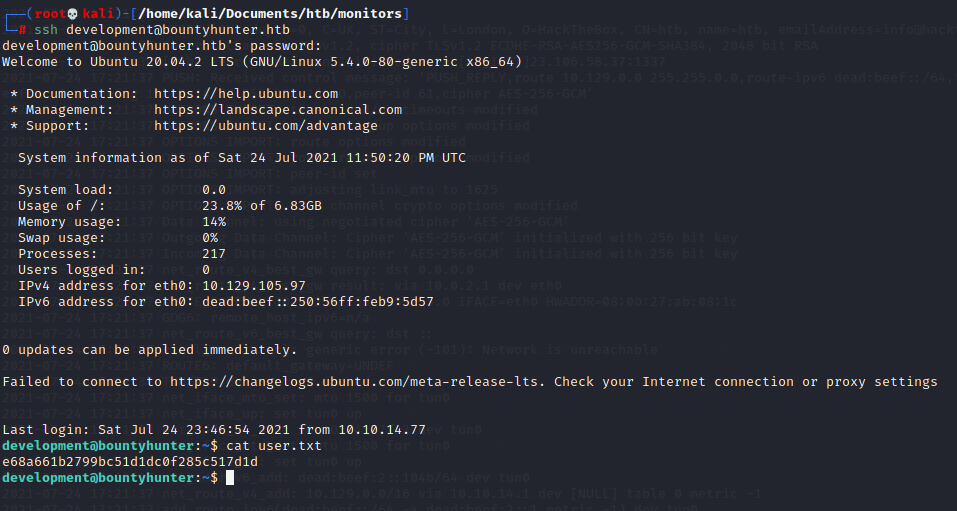 (root💀kali)-[/home/kali/Documents/htb/monitors]
# ssh development@bountyhunter.htb
development@bountyhunter.htb's password:
Welcome to Ubuntu 20.04.2 LTS (GNU/Linux 5.4.0-80-generic x86_64)
* Documentation: https://help.ubuntu.com
* Management: https://landscape.canonical.com
* Support: https://ubuntu.com/advantage
System information as of Sat 24 Jul 2021 11:50:20 PM UTC
System load: 0.0
Usage of /: 23.8% of 6.83GB
Memory usage: 14%
Swap usage: 0%
Processes: 217
Users logged in: 0
IPv4 address for eth0: 10.129.105.97
IPv6 address for eth0: dead:beef::250:56ff:feb9:5d57
0 updates can be applied immediately.
Failed to connect to https://changelogs.ubuntu.com/meta-release-lts. Check your Internet connection or proxy settings
Last login: Sat Jul 24 23:46:54 2021 from 10.10.14.77
development@bountyhunter:~$ cat user.txt
e68a661b2799bc51d1dc0f285c517d1d
development@bountyhunter:~$